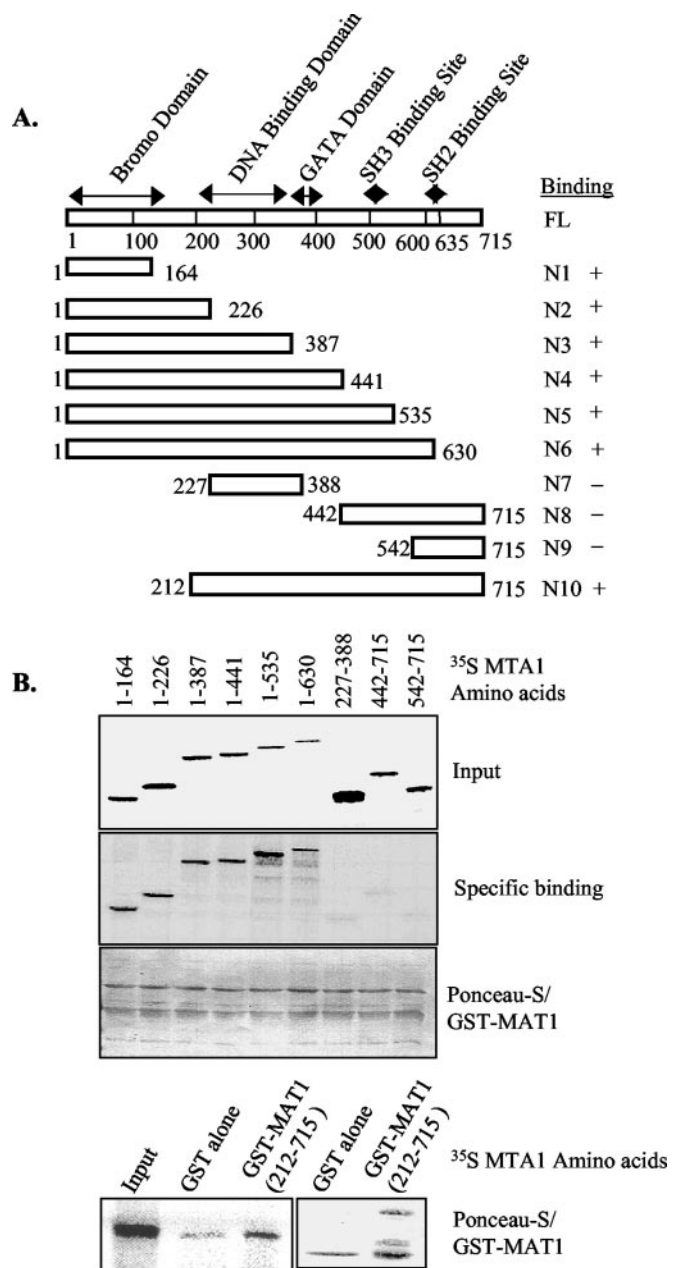 A.
Bromo Domain
DNA Binding Domain
GATA Domain
SH3 Binding Site
SH2 Binding Site
Binding
FL
1 100 200 300 400 500 600 635 715
1 164 N1 +
1 226 N2 +
1 387 N3 +
1 441 N4 +
1 535 N5 +
1 630 N6 +
227 388 N7 –
442 715 N8 –
542 715 N9 –
212 715 N10 +
B.
1-164
1-226
1-387
1-441
1-535
1-630
227-388
442-715
542-715
35S MTA1
Amino acids
Input
Specific binding
Ponceau-S/
GST-MAT1
Input
GST alone
GST-MAT1
(212-715 )
GST alone
GST-MAT1
(212-715 )
35S MTA1 Amino acids
Ponceau-S/
GST-MAT1